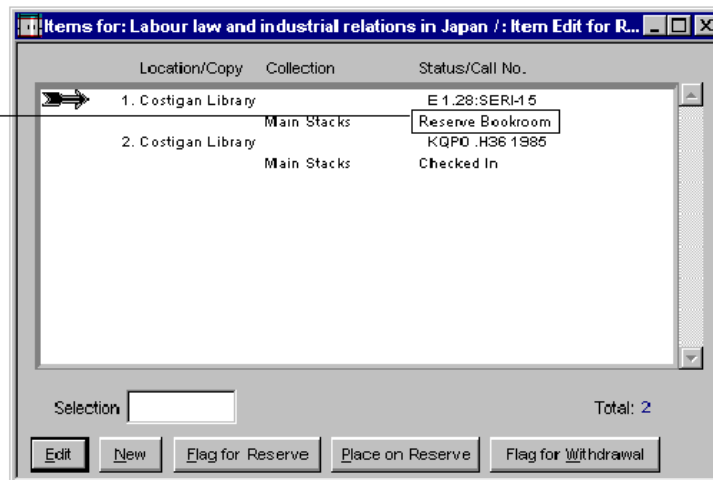 Items for: Labour law and industrial relations in Japan /: Item Edit for R...
Location/Copy Collection Status/Call No.
1. Costigan Library E 1.28:SERI-15
Main Stacks Reserve Bookroom
2. Costigan Library KQP0 .H36 1985
Main Stacks Checked In
Selection Total: 2
Edit New Flag for Reserve Place on Reserve Flag for Withdrawal